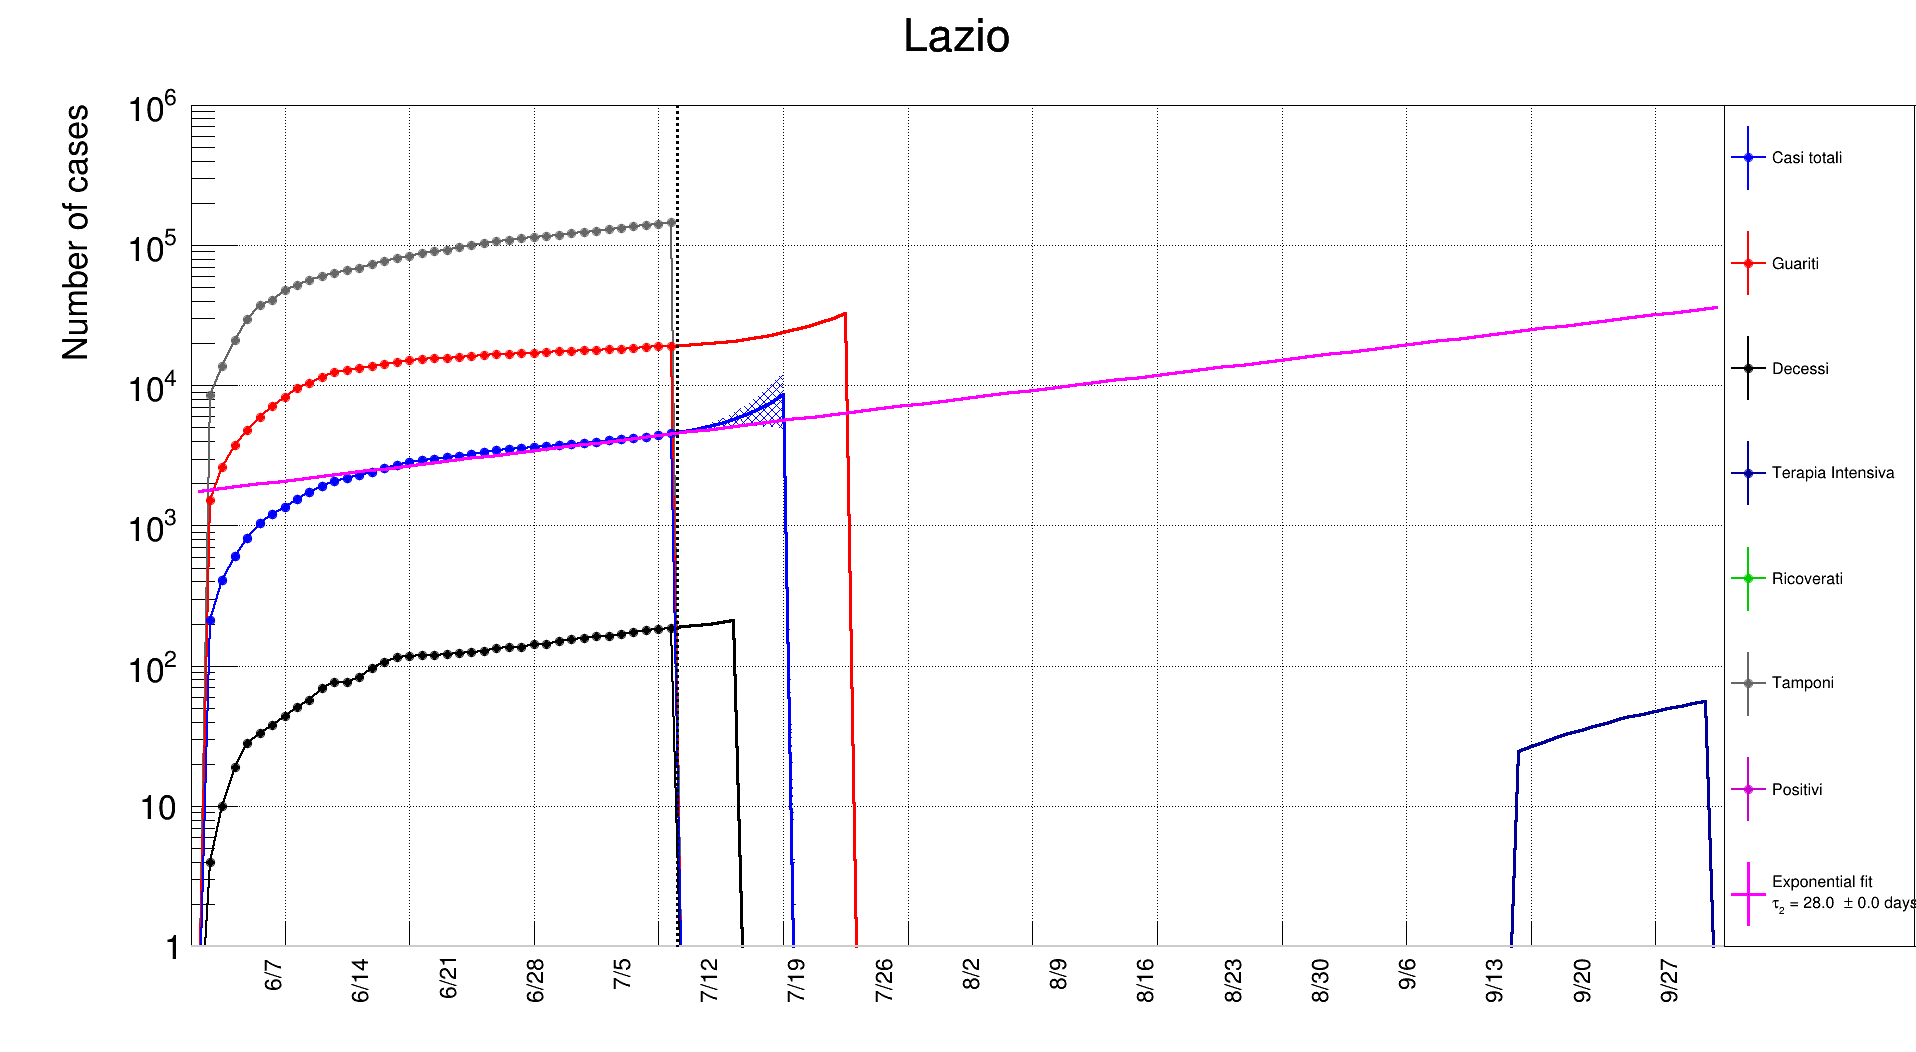 Lazio
Number of cases
10^6
10^5
10^4
10^3
10^2
10
1
6/7
6/14
6/21
6/28
7/5
7/12
7/19
7/26
8/2
8/9
8/16
8/23
8/30
9/6
9/13
9/20
9/27
Casi totali
Guariti
Decessi
Terapia Intensiva
Ricoverati
Tamponi
Positivi
Exponential fit
τ_2 = 28.0 ± 0.0 days